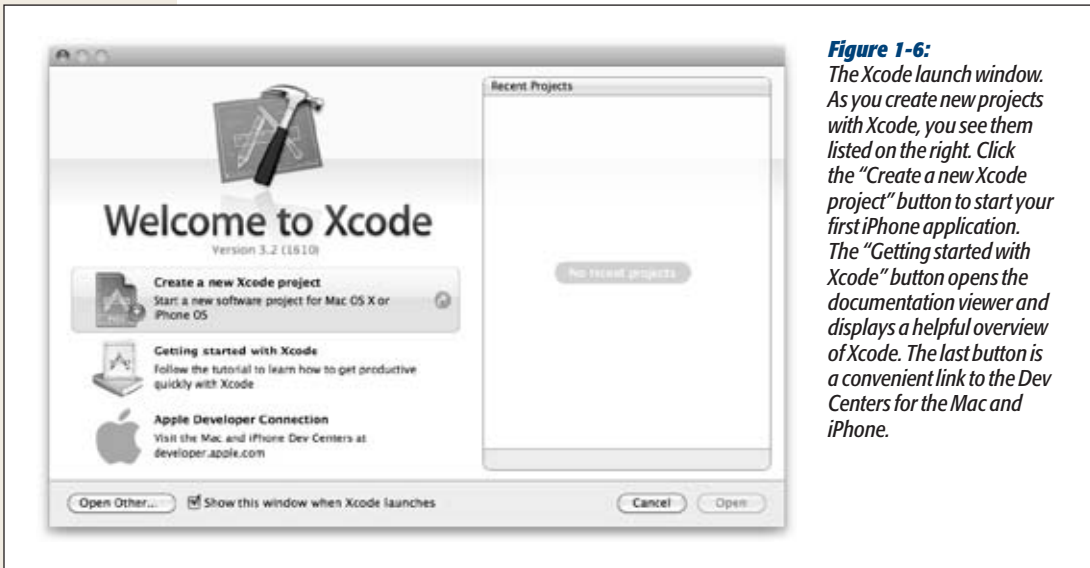 Recent Projects
Welcome to Xcode
Version 3.2 (1610)
Create a new Xcode project
Start a new software project for Mac OS X or
iPhone OS
Getting started with Xcode
Follow the tutorial to learn how to get productive
quickly with Xcode
Apple Developer Connection
Visit the Mac and iPhone Dev Centers at
developer.apple.com
No recent projects
Open Other...
Show this window when Xcode launches
Cancel
Open
Figure 1-6:
The Xcode launch window.
As you create new projects
with Xcode, you see them
listed on the right. Click
the “Create a new Xcode
project” button to start your
first iPhone application.
The “Getting started with
Xcode” button opens the
documentation viewer and
displays a helpful overview
of Xcode. The last button is
a convenient link to the Dev
Centers for the Mac and
iPhone.